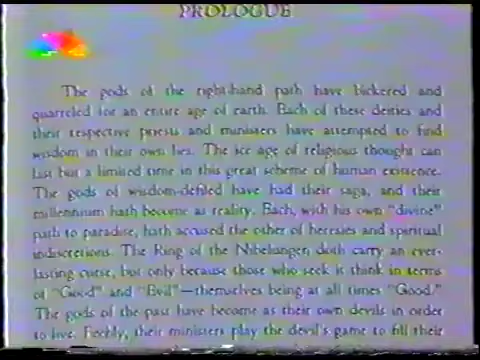 PROLOGUE
The gods of the right-hand path have bickered and
quarreled for an entire age of earth. Each of these deities and
their respective priests and ministers have attempted to find
wisdom in their own lies. The ice age of religious thought can
last but a limited time in this great scheme of human existence.
The gods of wisdom-defiled have had their saga, and their
millennium hath become as reality. Each, with his own "divine"
path to paradise, hath accused the other of heresies and spiritual
indiscretions. The Ring of the Nibelungen doth carry an ever-
lasting curse, but only because those who seek it think in terms
of "Good" and "Evil"—themselves being at all times "Good."
The gods of the past have become as their own devils in order
to live. Feebly, their ministers play the devil's game to fill their